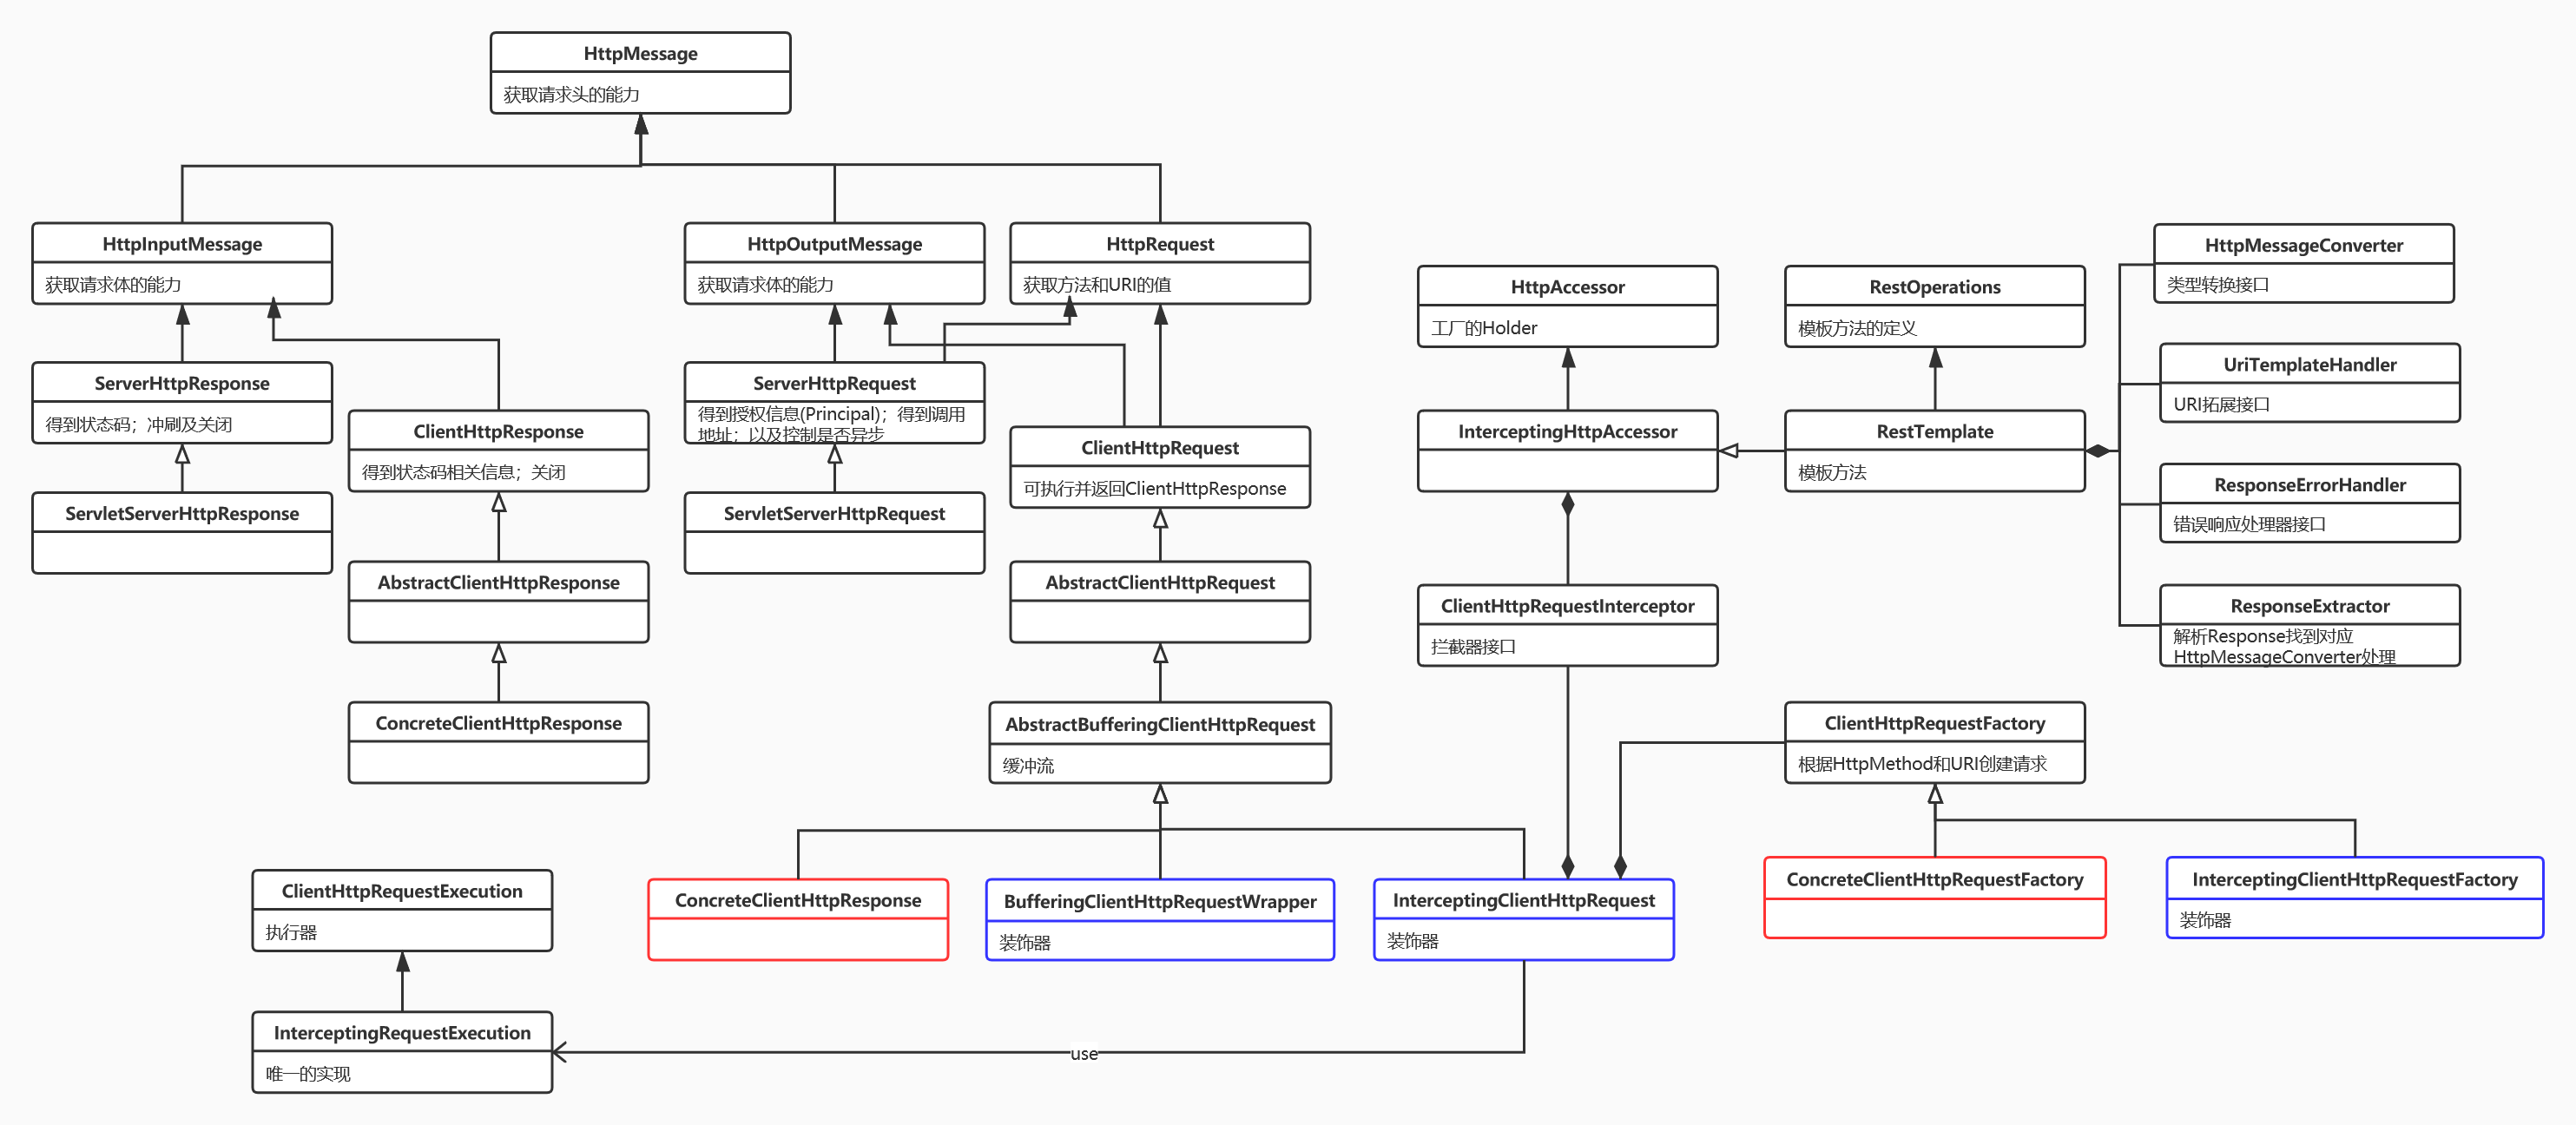 HttpMessage
获取请求头的能力
HttpInputMessage
获取请求体的能力
HttpOutputMessage
获取请求体的能力
HttpRequest
获取方法和URI的值
HttpMessageConverter
类型转换接口
HttpAccessor
工厂的Holder
RestOperations
模板方法的定义
UriTemplateHandler
URI拓展接口
ServerHttpResponse
得到状态码；冲刷及关闭
ClientHttpResponse
得到状态码相关信息；关闭
ServerHttpRequest
得到授权信息(Principal)；得到调用
地址；以及控制是否异步
ClientHttpRequest
可执行并返回ClientHttpResponse
InterceptingHttpAccessor
RestTemplate
模板方法
ResponseErrorHandler
错误响应处理器接口
ServletServerHttpResponse
ServletServerHttpRequest
AbstractClientHttpResponse
AbstractClientHttpRequest
ClientHttpRequestInterceptor
拦截器接口
ResponseExtractor
解析Response找到对应
HttpMessageConverter处理
ConcreteClientHttpResponse
AbstractBufferingClientHttpRequest
缓冲流
ClientHttpRequestFactory
根据HttpMethod和URI创建请求
ClientHttpRequestExecution
执行器
ConcreteClientHttpResponse
BufferingClientHttpRequestWrapper
装饰器
InterceptingClientHttpRequest
装饰器
ConcreteClientHttpRequestFactory
InterceptingClientHttpRequestFactory
装饰器
InterceptingRequestExecution
唯一的实现
use